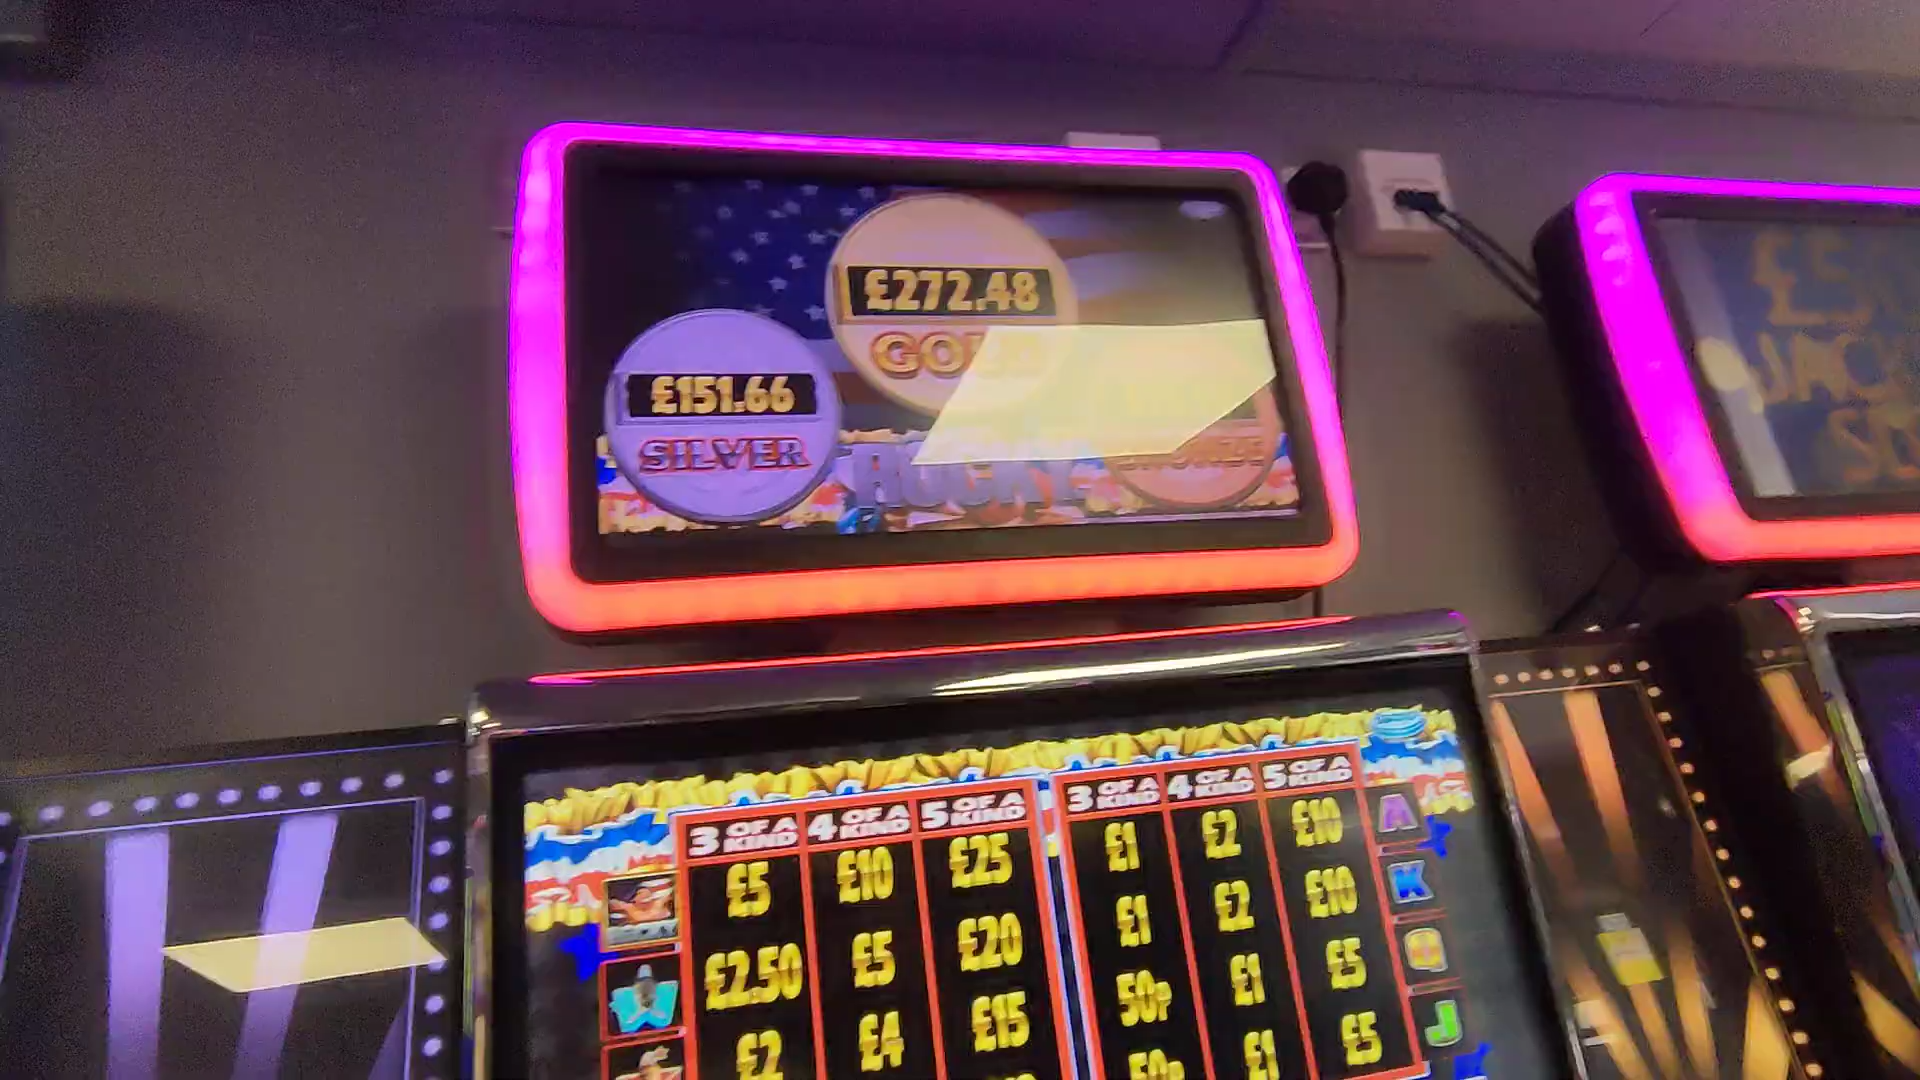 £272.48
GOLD
£151.66
SILVER
BRONZE
ROCKY
3 OF A KIND 4 OF A KIND 5 OF A KIND
£5 £10 £25
£2.50 £5 £20
£2 £4 £15
3 OF A KIND 4 OF A KIND 5 OF A KIND
£1 £2 £10 A
£1 £2 £10 K
50p £1 £5 Q
50p £1 £5 J